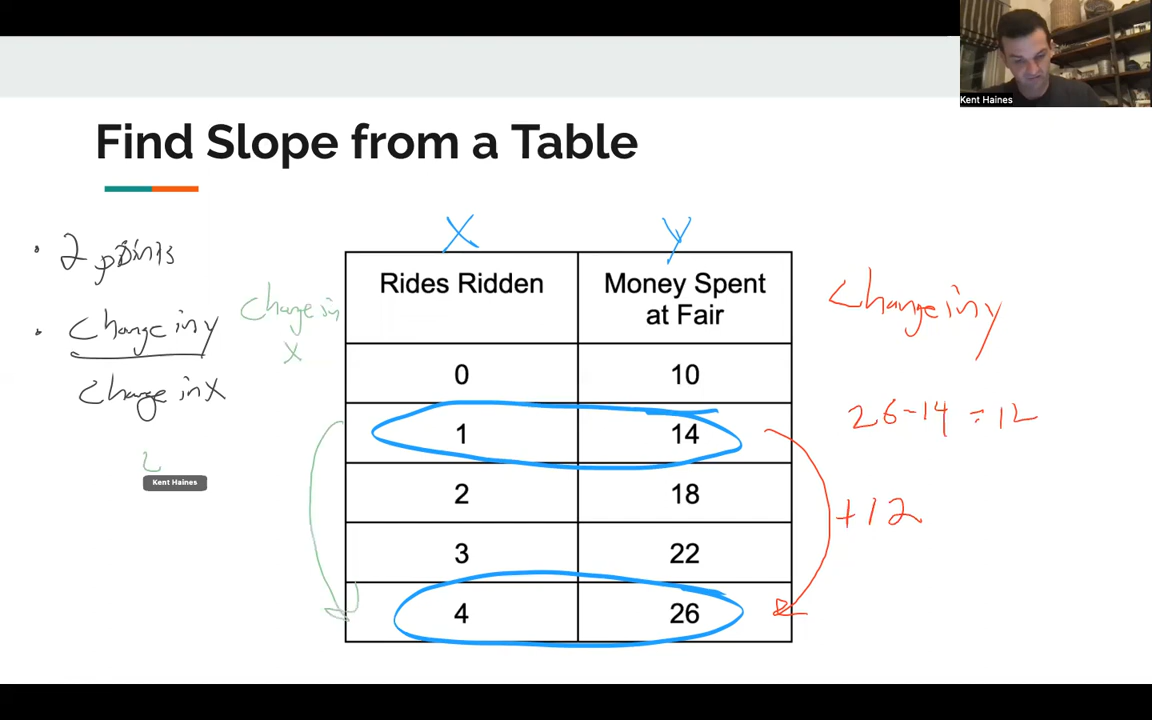 Kent Haines
Find Slope from a Table
X Y
• 2 points
Rides Ridden Money Spent
at Fair
Change in
X
Change in y
• Change in y
Change in X
0 10
1 14
26-14 = 12
2 18
+12
Kent Haines
3 22
4 26